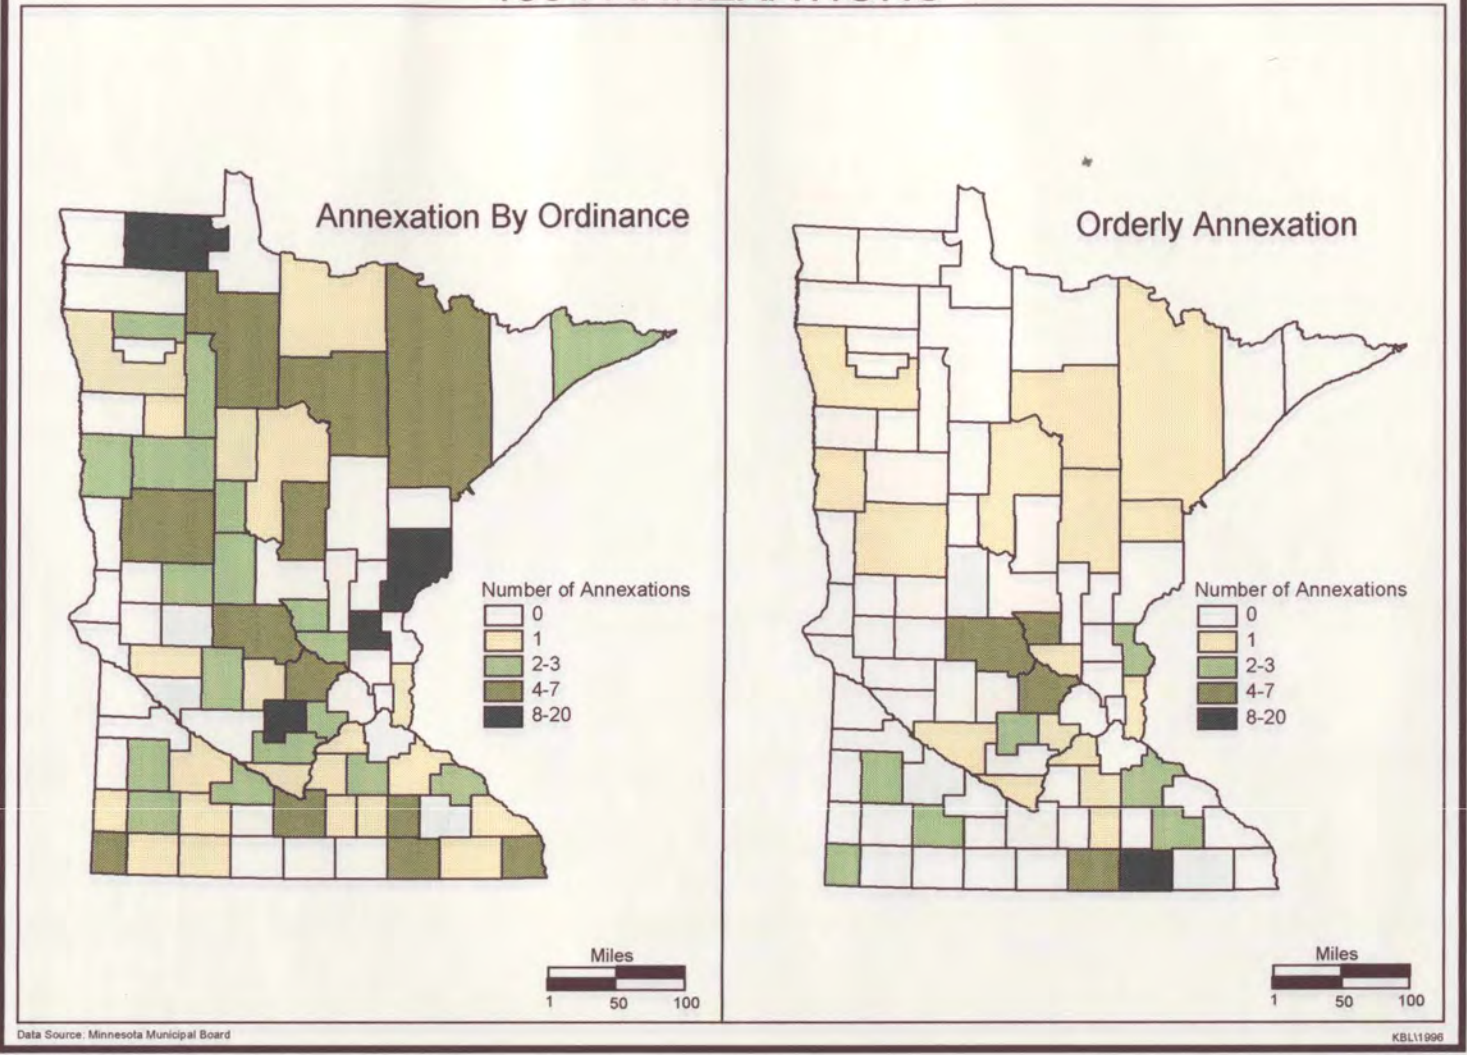 Annexation By Ordinance
Number of Annexations
0
1
2-3
4-7
8-20
Miles
1 50 100
Orderly Annexation
Number of Annexations
0
1
2-3
4-7
8-20
Miles
1 50 100
Data Source: Minnesota Municipal Board
KBL\1996